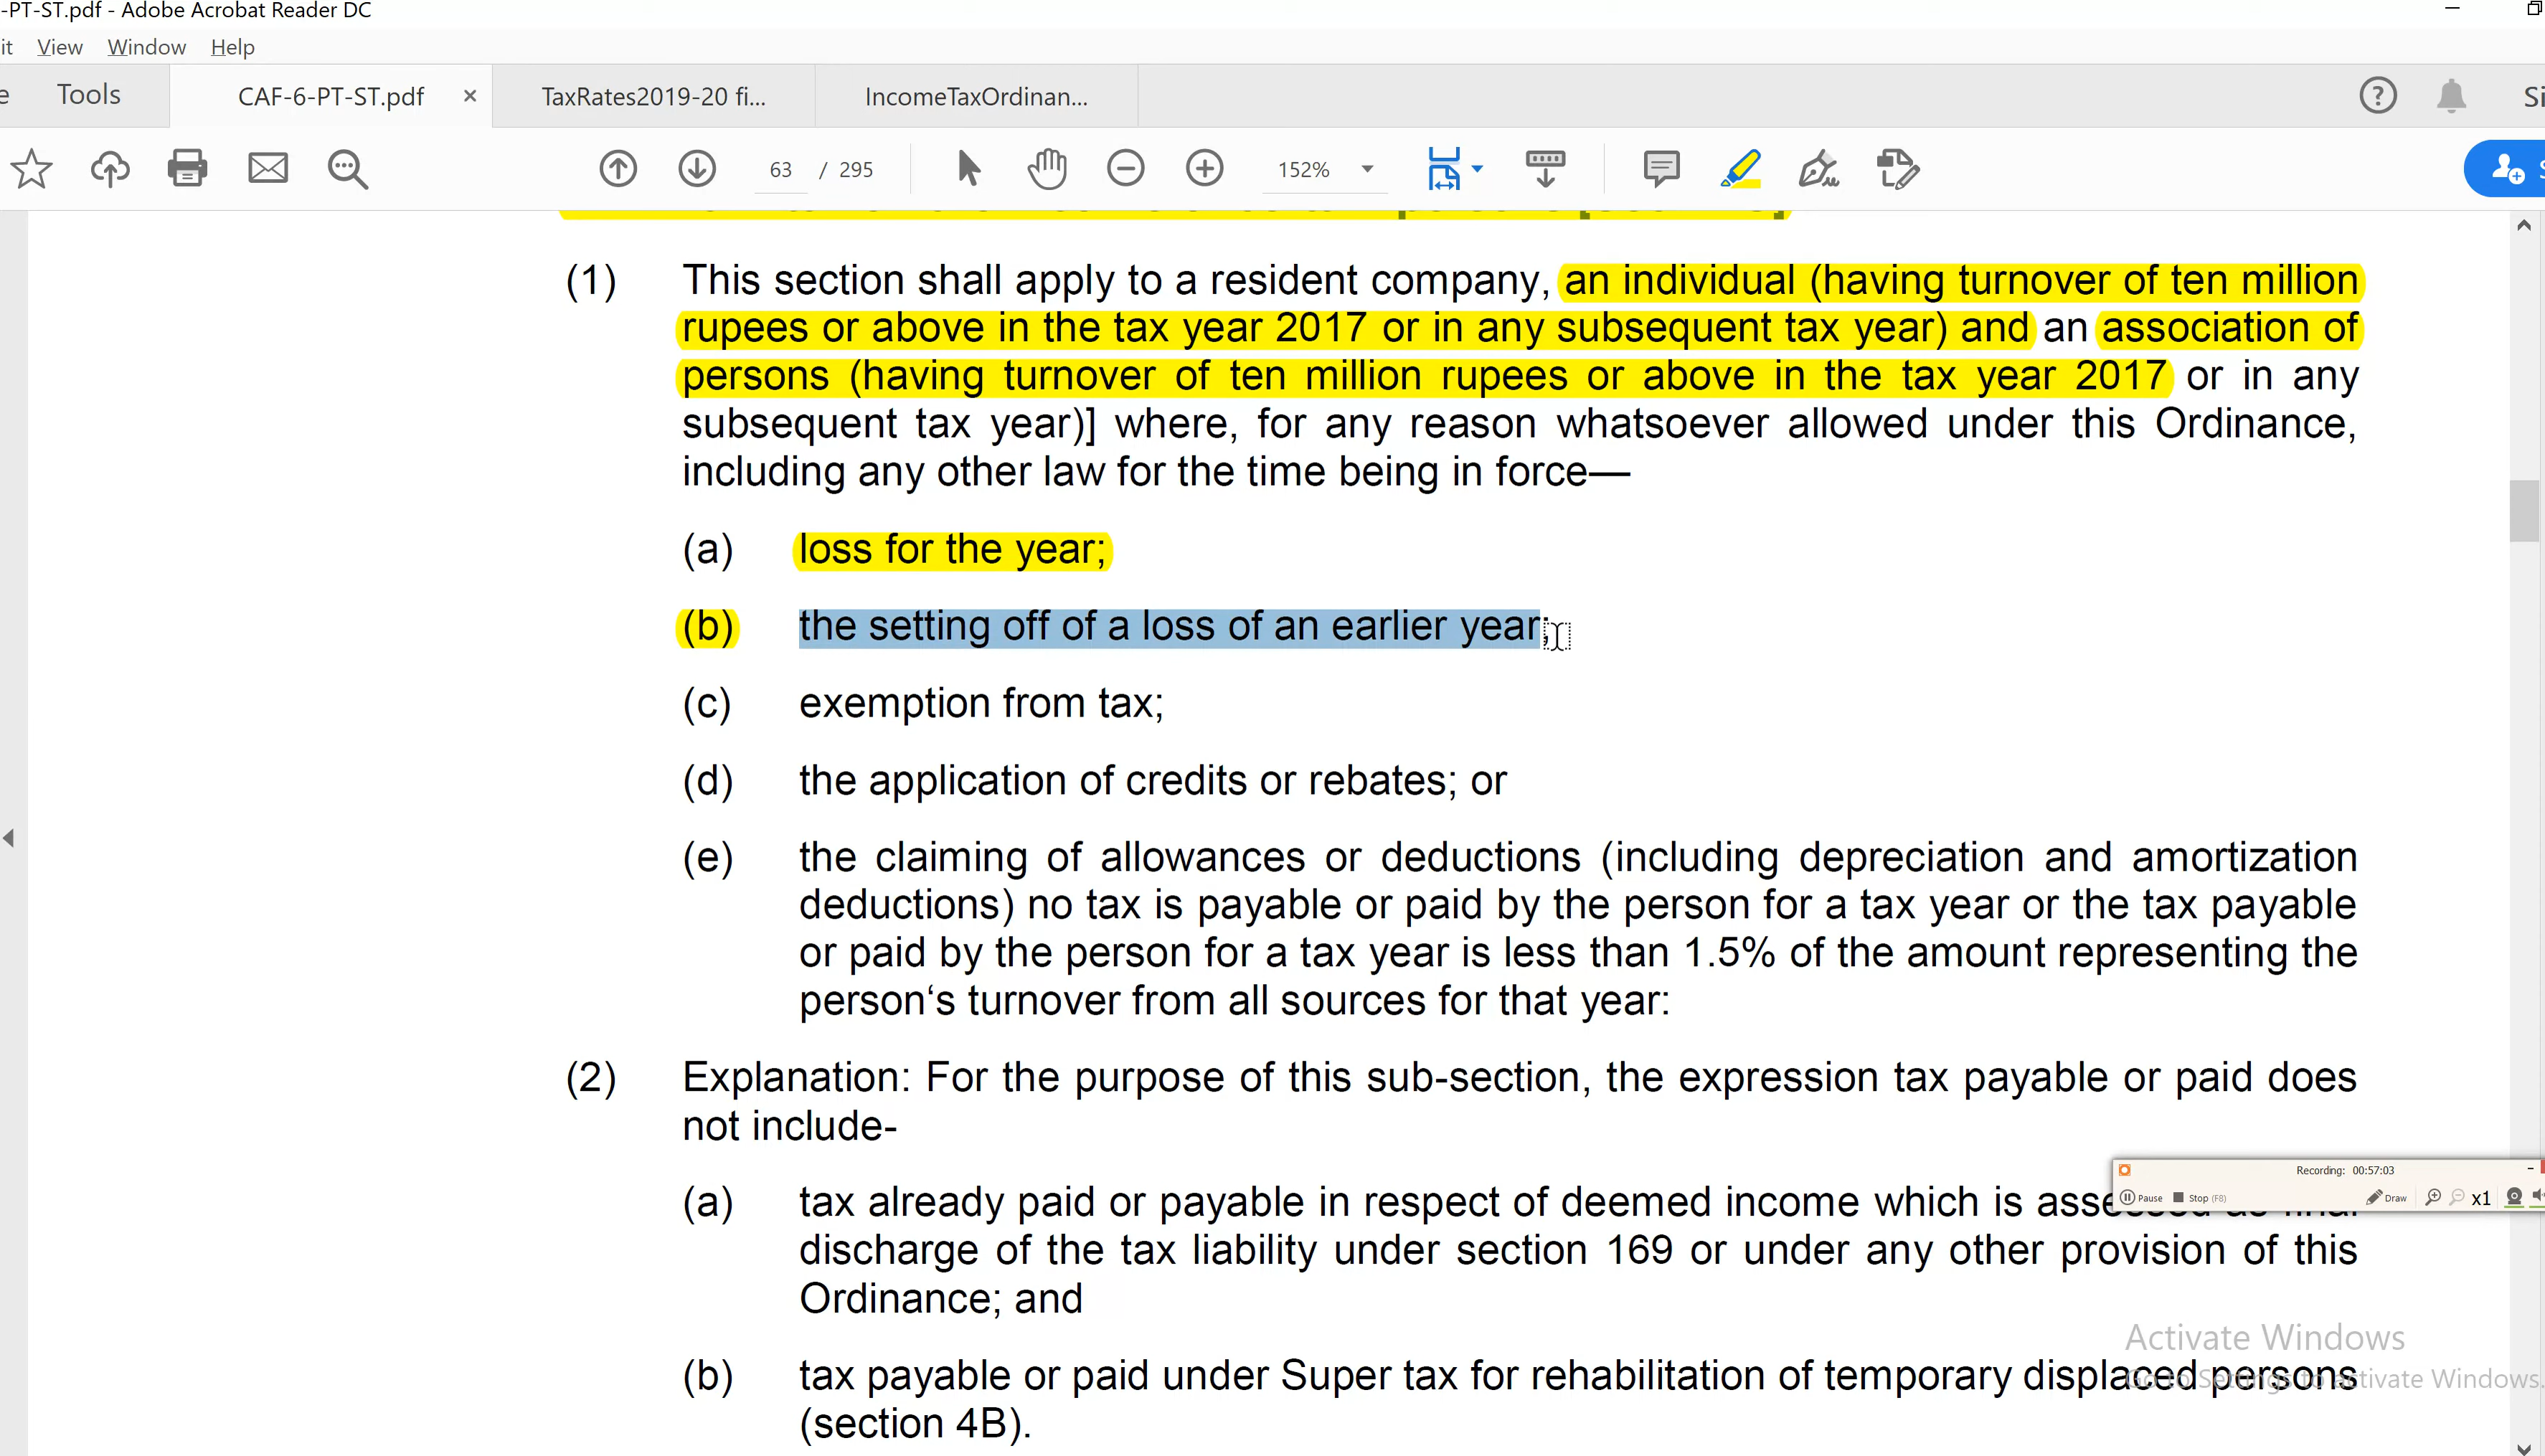 -PT-ST.pdf - Adobe Acrobat Reader DC
it View Window Help
e Tools CAF-6-PT-ST.pdf × TaxRates2019-20 fi... IncomeTaxOrdinan... ? Si
63 / 295 152%
(1) This section shall apply to a resident company, an individual (having turnover of ten million
rupees or above in the tax year 2017 or in any subsequent tax year) and an association of
persons (having turnover of ten million rupees or above in the tax year 2017 or in any
subsequent tax year)] where, for any reason whatsoever allowed under this Ordinance,
including any other law for the time being in force—
(a) loss for the year;
(b) the setting off of a loss of an earlier year;
(c) exemption from tax;
(d) the application of credits or rebates; or
(e) the claiming of allowances or deductions (including depreciation and amortization
deductions) no tax is payable or paid by the person for a tax year or the tax payable
or paid by the person for a tax year is less than 1.5% of the amount representing the
person‘s turnover from all sources for that year:
(2) Explanation: For the purpose of this sub-section, the expression tax payable or paid does
not include-
Recording: 00:57:03
Pause Stop (F8) Draw x1
(a) tax already paid or payable in respect of deemed income which is assessed as final
discharge of the tax liability under section 169 or under any other provision of this
Ordinance; and
Activate Windows
(b) tax payable or paid under Super tax for rehabilitation of temporary displaced persons
Go to Settings to activate Windows.
(section 4B).